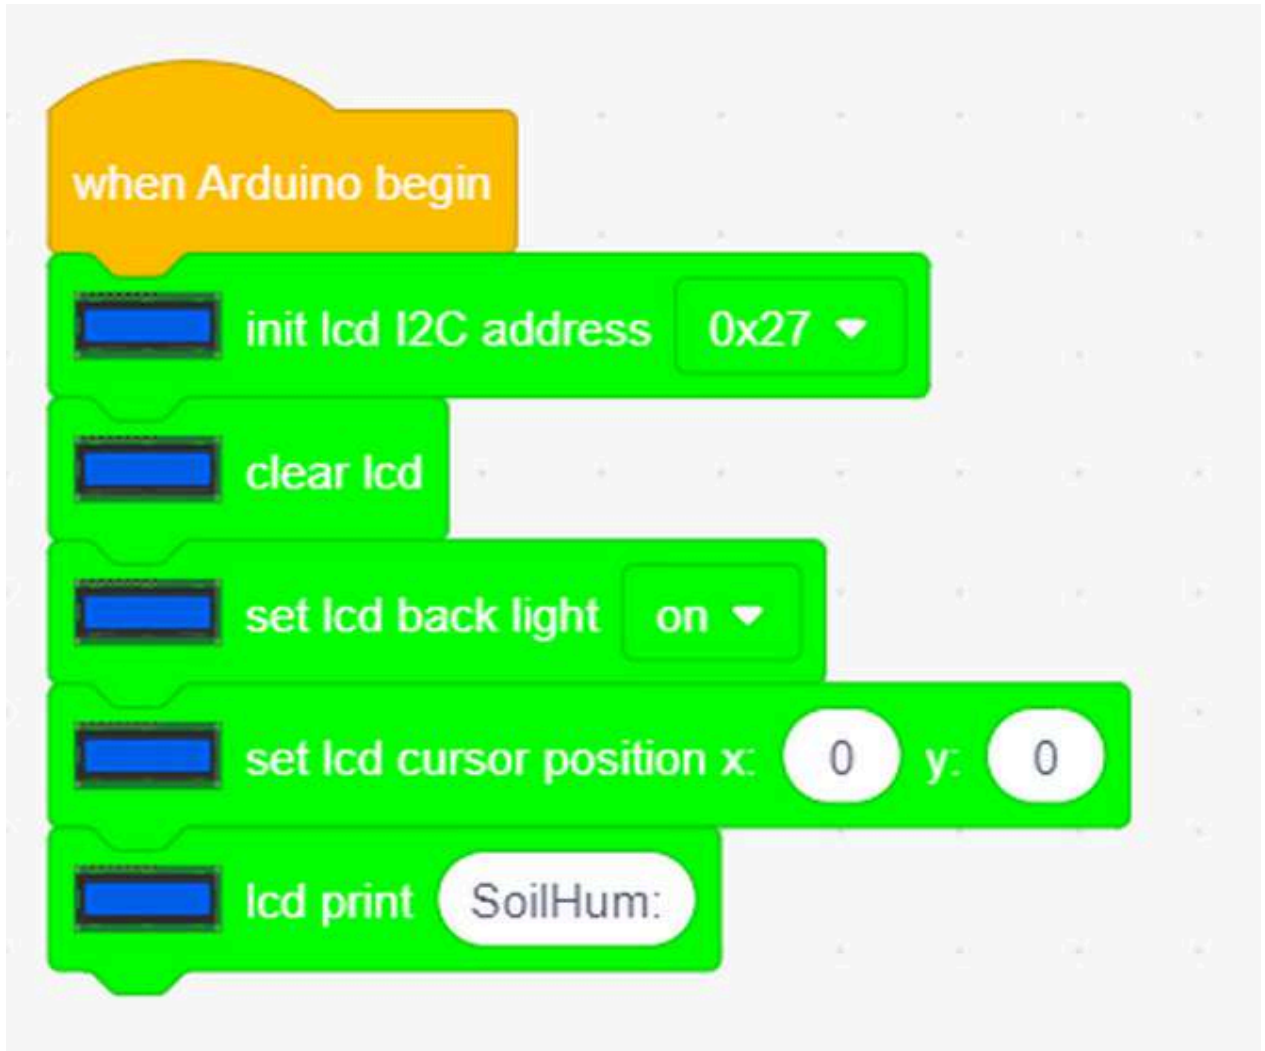 when Arduino begin
init lcd I2C address 0x27
clear lcd
set lcd back light on
set lcd cursor position x: 0 y: 0
lcd print SoilHum: